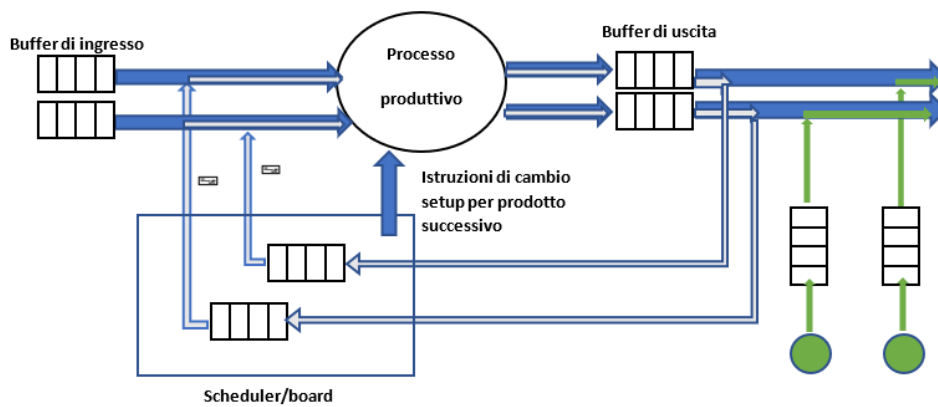 Buffer di ingresso
Processo
produttivo
Buffer di uscita
Istruzioni di cambio
setup per prodotto
successivo
Scheduler/board